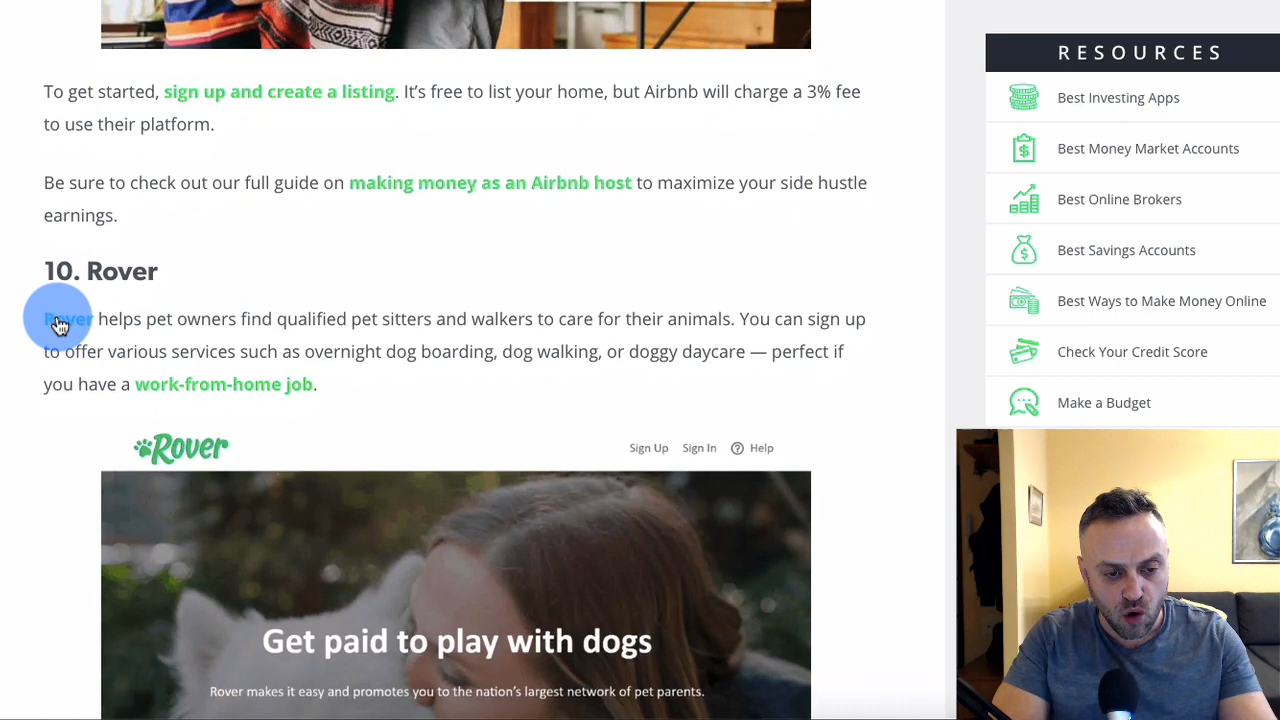 To get started, sign up and create a listing. It’s free to list your home, but Airbnb will charge a 3% fee
to use their platform.
Be sure to check out our full guide on making money as an Airbnb host to maximize your side hustle
earnings.
10. Rover
Rover helps pet owners find qualified pet sitters and walkers to care for their animals. You can sign up
to offer various services such as overnight dog boarding, dog walking, or doggy daycare — perfect if
you have a work-from-home job.
Rover
Sign Up Sign In ? Help
Get paid to play with dogs
Rover makes it easy and promotes you to the nation’s largest network of pet parents.
RESOURCES
Best Investing Apps
Best Money Market Accounts
Best Online Brokers
Best Savings Accounts
Best Ways to Make Money Online
Check Your Credit Score
Make a Budget